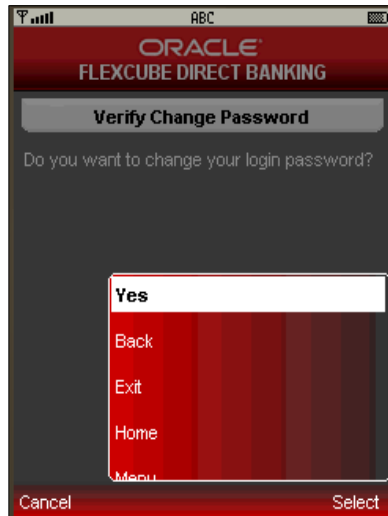 ABC
ORACLE
FLEXCUBE DIRECT BANKING
Verify Change Password
Do you want to change your login password?
Yes
Back
Exit
Home
Menu
Cancel Select